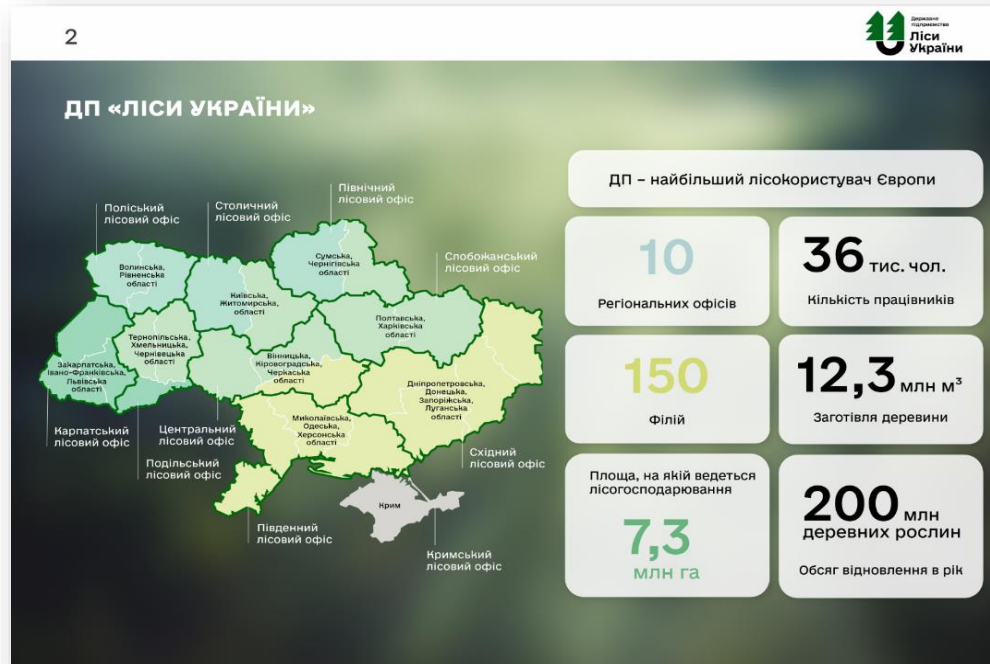 2
Державне
підприємство
Ліси
України
ДП «ЛІСИ УКРАЇНИ»
Північний
лісовий офіс
Поліський
лісовий офіс
Столичний
лісовий офіс
Слобожанський
лісовий офіс
Волинська,
Рівненська
області
Київська,
Житомирська
області
Сумська,
Чернігівська
області
Полтавська,
Харківська
області
Тернопільська,
Хмельницька,
Чернівецька
області
Закарпатська,
Івано-Франківська,
Львівська
області
Вінницька,
Кіровоградська,
Черкаська
області
Дніпропетровська,
Донецька,
Запорізька,
Луганська
області
Миколаївська,
Одеська,
Херсонська
області
Карпатський
лісовий офіс
Центральний
лісовий офіс
Подільський
лісовий офіс
Східний
лісовий офіс
Крим
Південний
лісовий офіс
Кримський
лісовий офіс
ДП – найбільший лісокористувач Європи
10
Регіональних офісів
36 тис. чол.
Кількість працівників
150
Філій
12,3 млн м³
Заготівля деревини
Площа, на якій ведеться
лісогосподарювання
7,3
млн га
200 млн
деревних рослин
Обсяг відновлення в рік